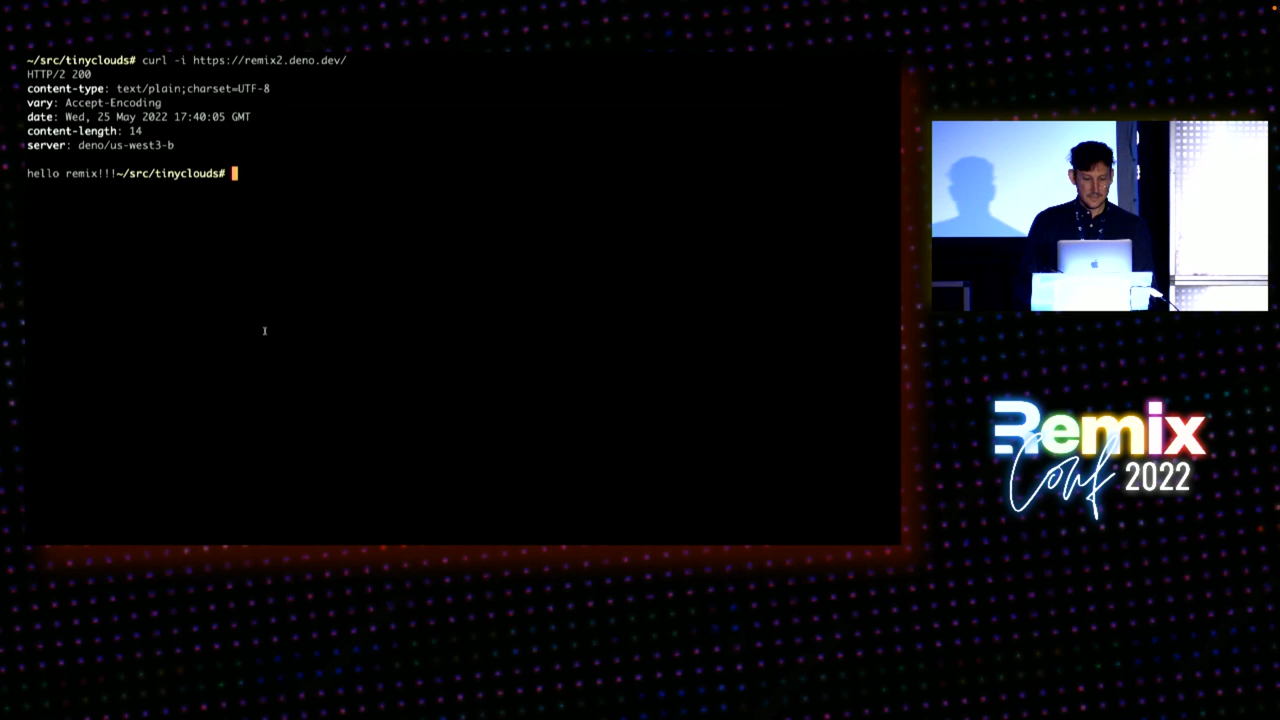 ~/src/tinyclouds# curl -i https://remix2.deno.dev/
HTTP/2 200
content-type: text/plain;charset=UTF-8
vary: Accept-Encoding
date: Wed, 25 May 2022 17:40:05 GMT
content-length: 14
server: deno/us-west3-b
hello remix!!!~/src/tinyclouds#
Remix
Conf 2022